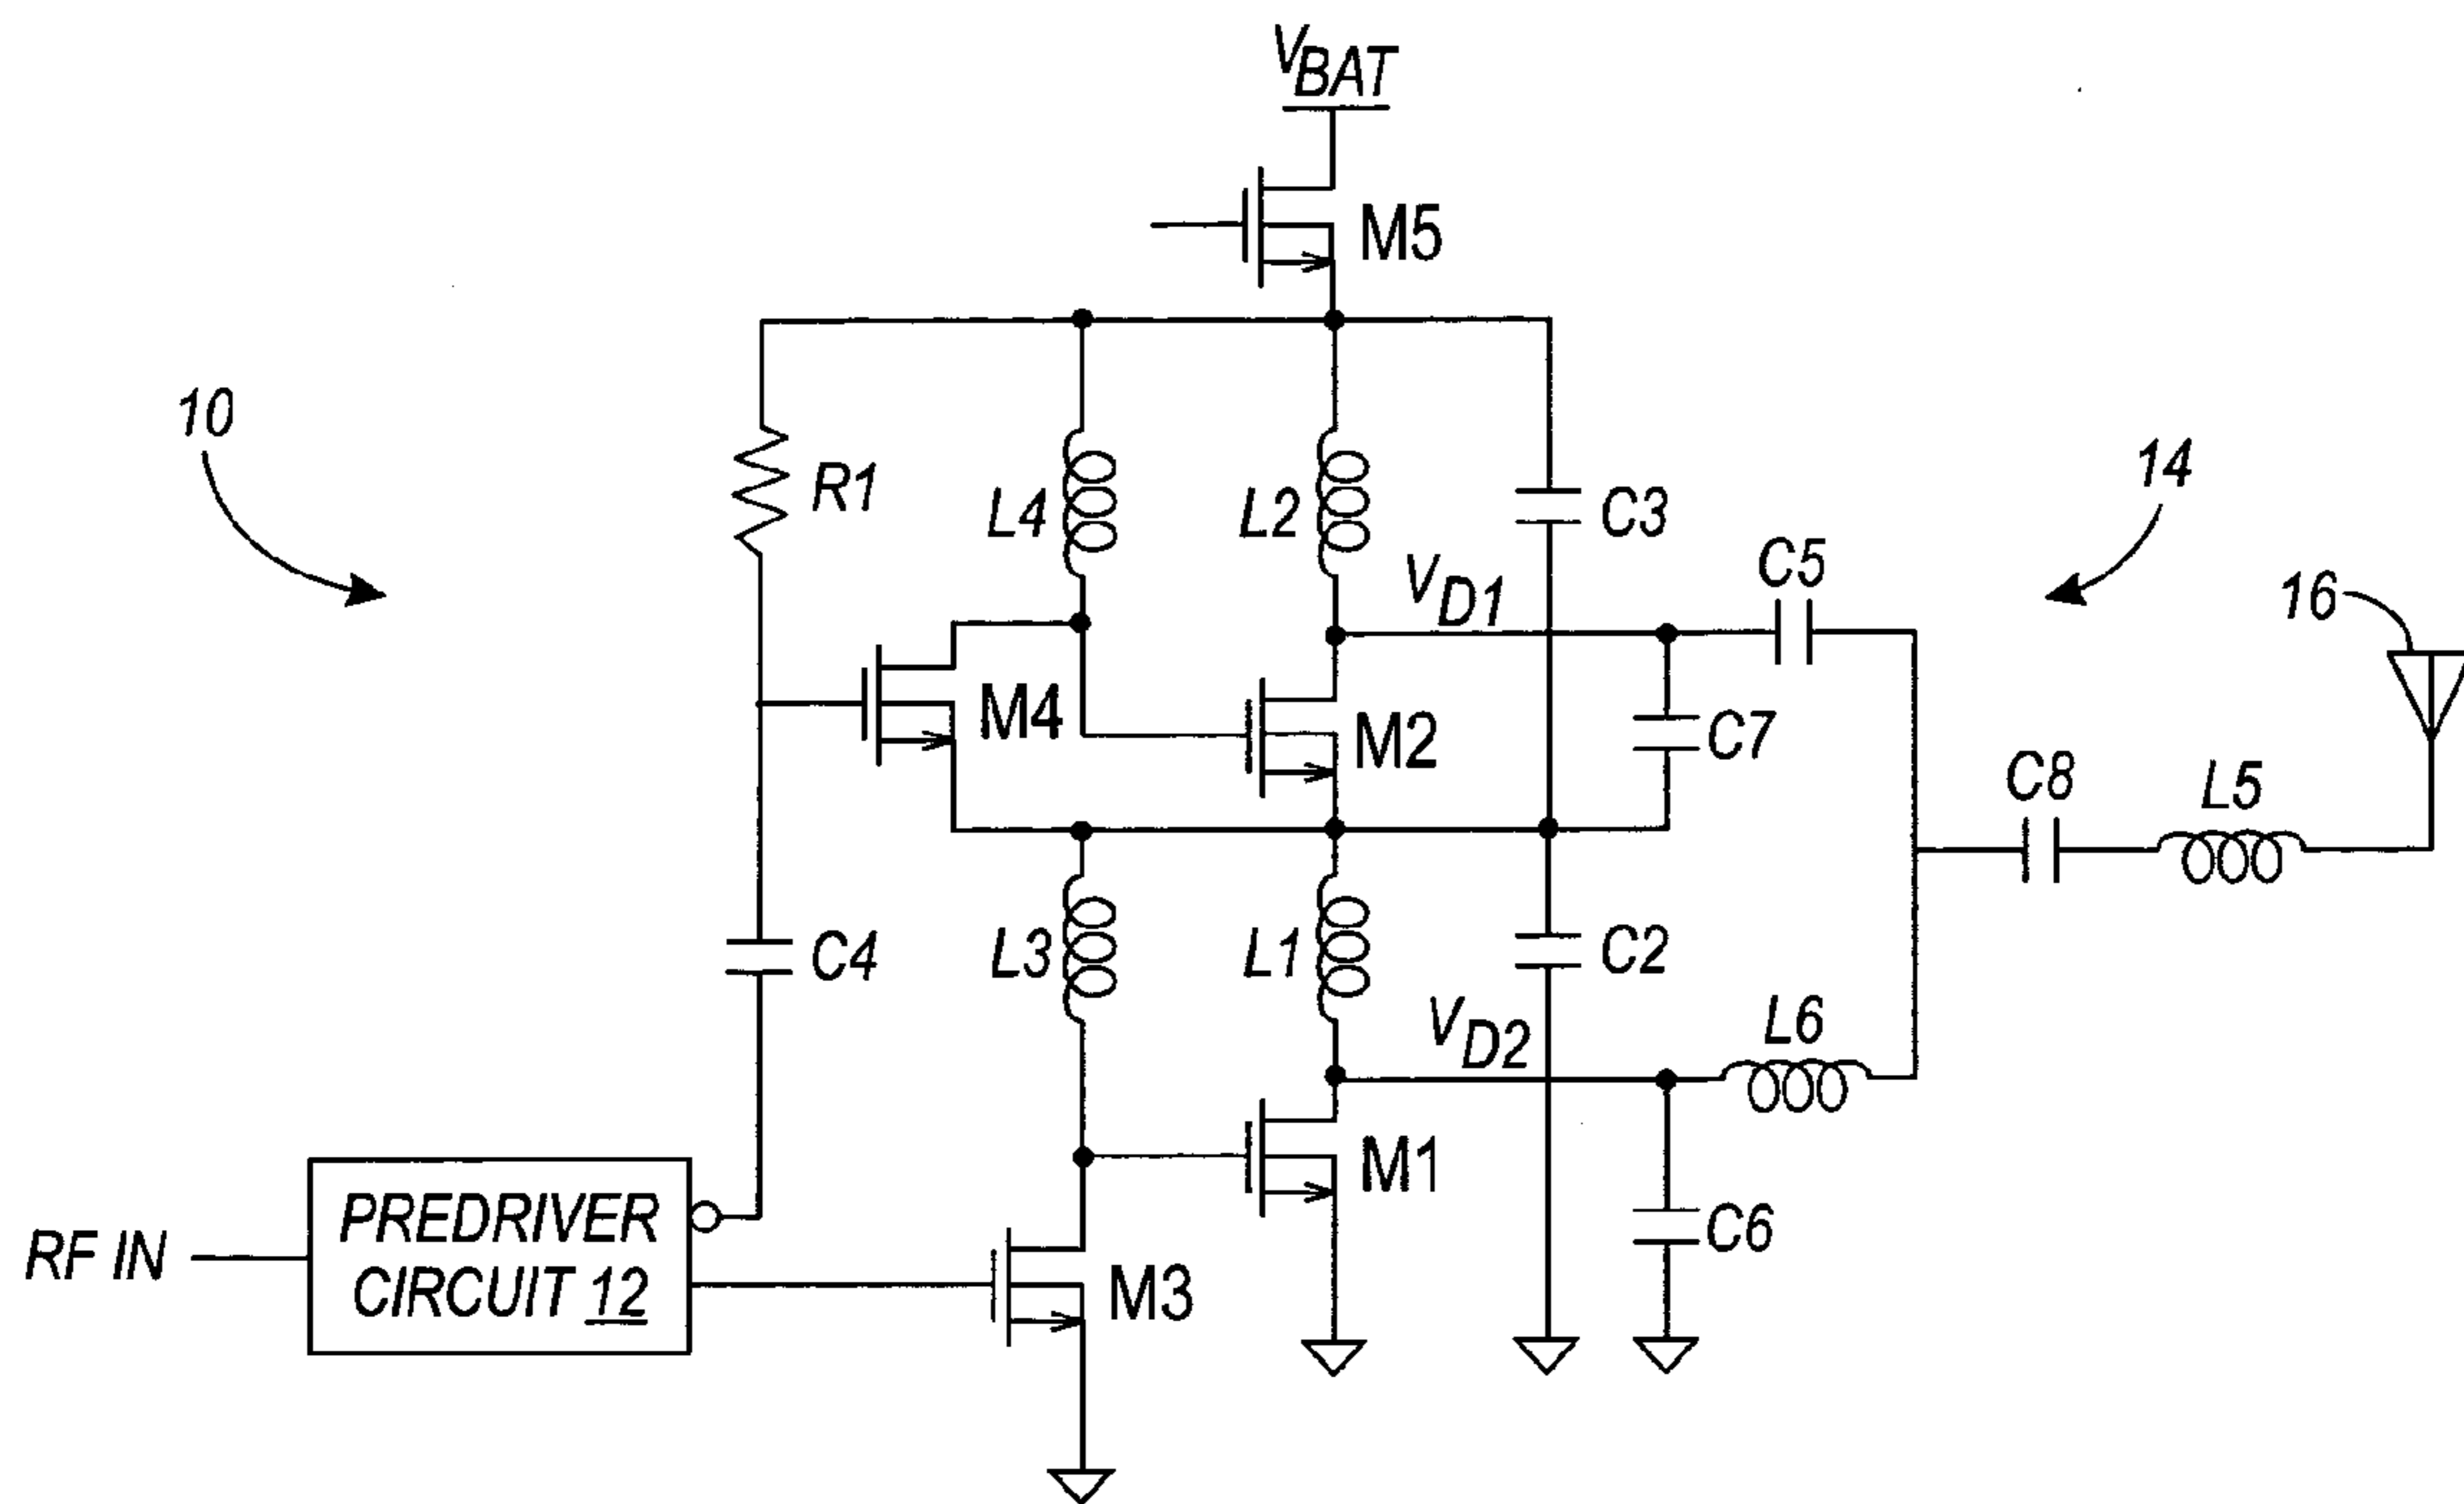 VBAT
M5
10
R1
L4
L2
C3
14
VD1
C5
16
M4
M2
C7
C8
L5
C4
L3
L1
C2
VD2
L6
M1
PREDRIVER
CIRCUIT 12
RF IN
M3
C6